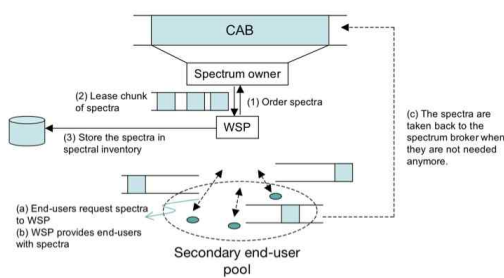 CAB
Spectrum owner
(2) Lease chunk
of spectra
(1) Order spectra
WSP
(3) Store the spectra in
spectral inventory
(c) The spectra are
taken back to the
spectrum broker when
they are not needed
anymore.
(a) End-users request spectra
to WSP
(b) WSP provides end-users
with spectra
Secondary end-user
pool